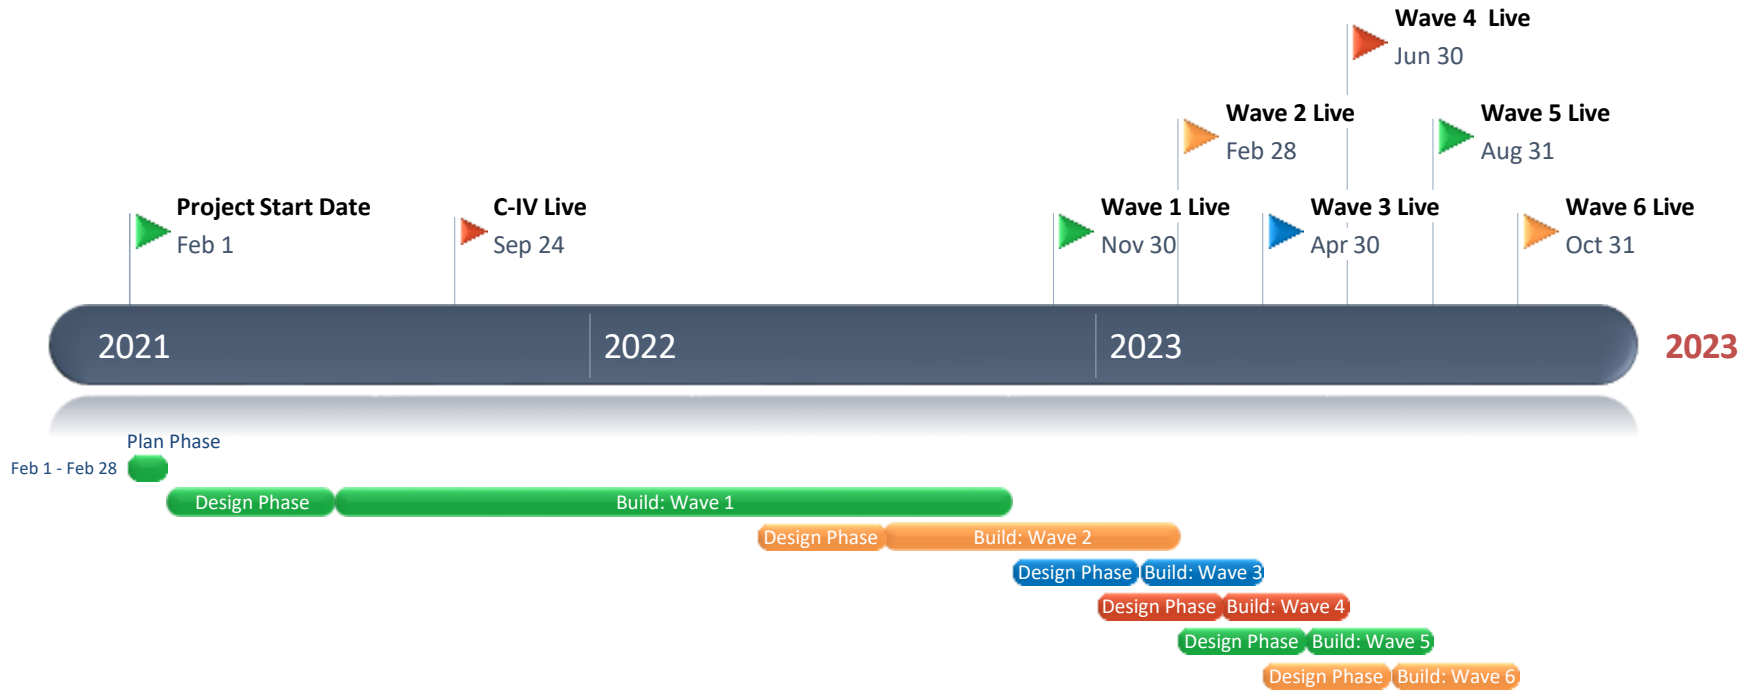 Wave 4  Live
Jun 30
Wave 2 Live
Feb 28
Wave 5 Live
Aug 31
Project Start Date
Feb 1
C-IV Live
Sep 24
Wave 1 Live
Nov 30
Wave 3 Live
Apr 30
Wave 6 Live
Oct 31
2021
2022
2023
2023
Plan Phase
Feb 1 - Feb 28
Design Phase
Build: Wave 1
Design Phase
Build: Wave 2
Design Phase
Build: Wave 3
Design Phase
Build: Wave 4
Design Phase
Build: Wave 5
Design Phase
Build: Wave 6